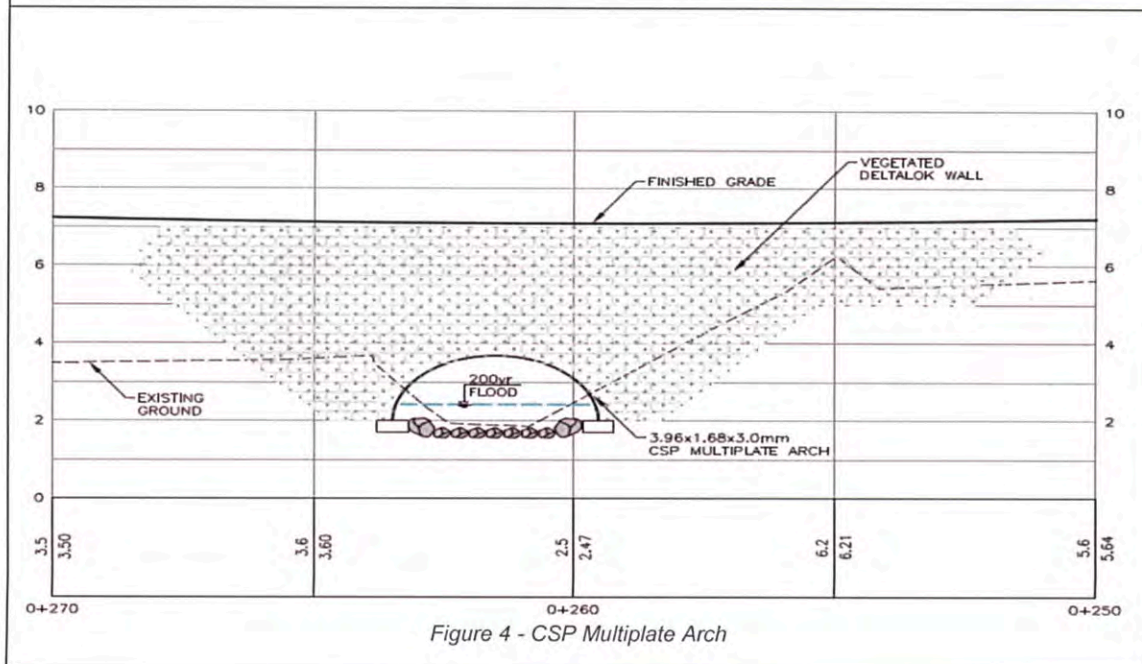 10
10
8
8
6
6
4
4
2
2
0
FINISHED GRADE
VEGETATED
DELTALOK WALL
EXISTING
GROUND
200yr
FLOOD
3.96x1.68x3.0mm
CSP MULTIPLATE ARCH
3.5
3.50
3.6
3.60
2.5
2.47
6.2
6.21
5.6
5.64
0+270
0+260
0+250
Figure 4 - CSP Multiplate Arch